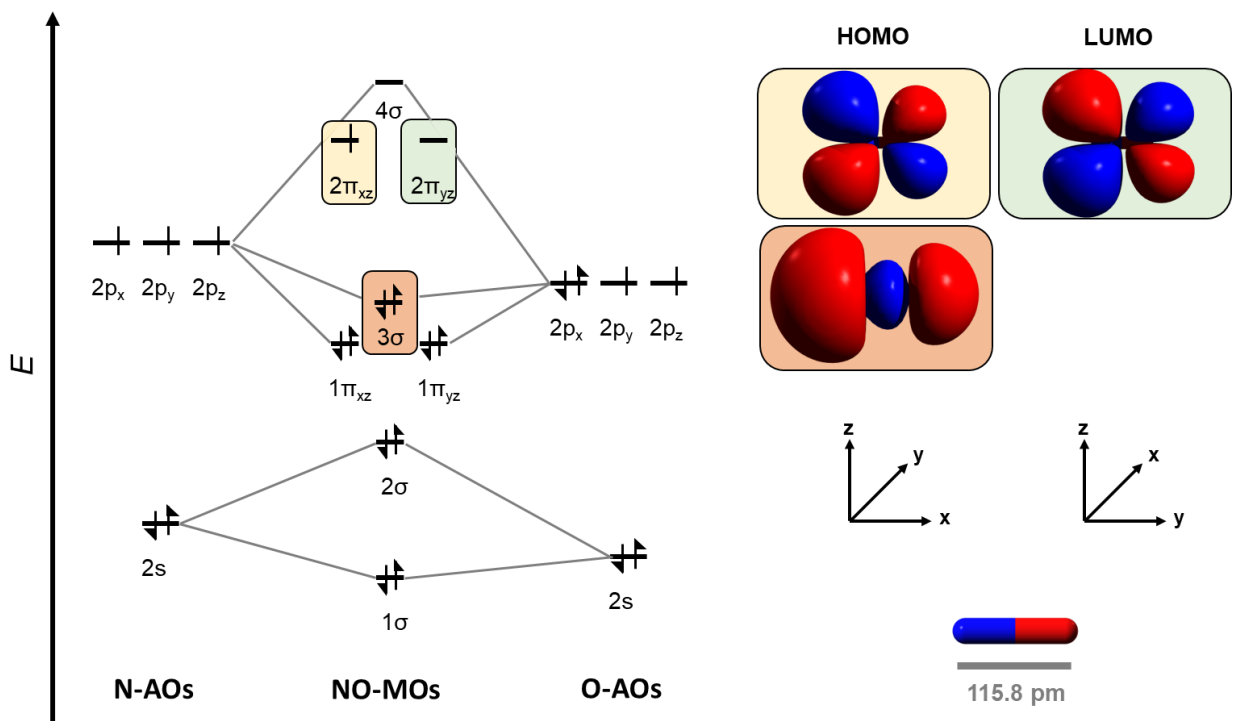 HOMO LUMO
4σ
2πxz 2πyz
2px 2py 2pz
2px 2py 2pz
3σ
1πxz 1πyz
E
z y x
z x y
2σ
2s
2s
1σ
N-AOs NO-MOs O-AOs
115.8 pm